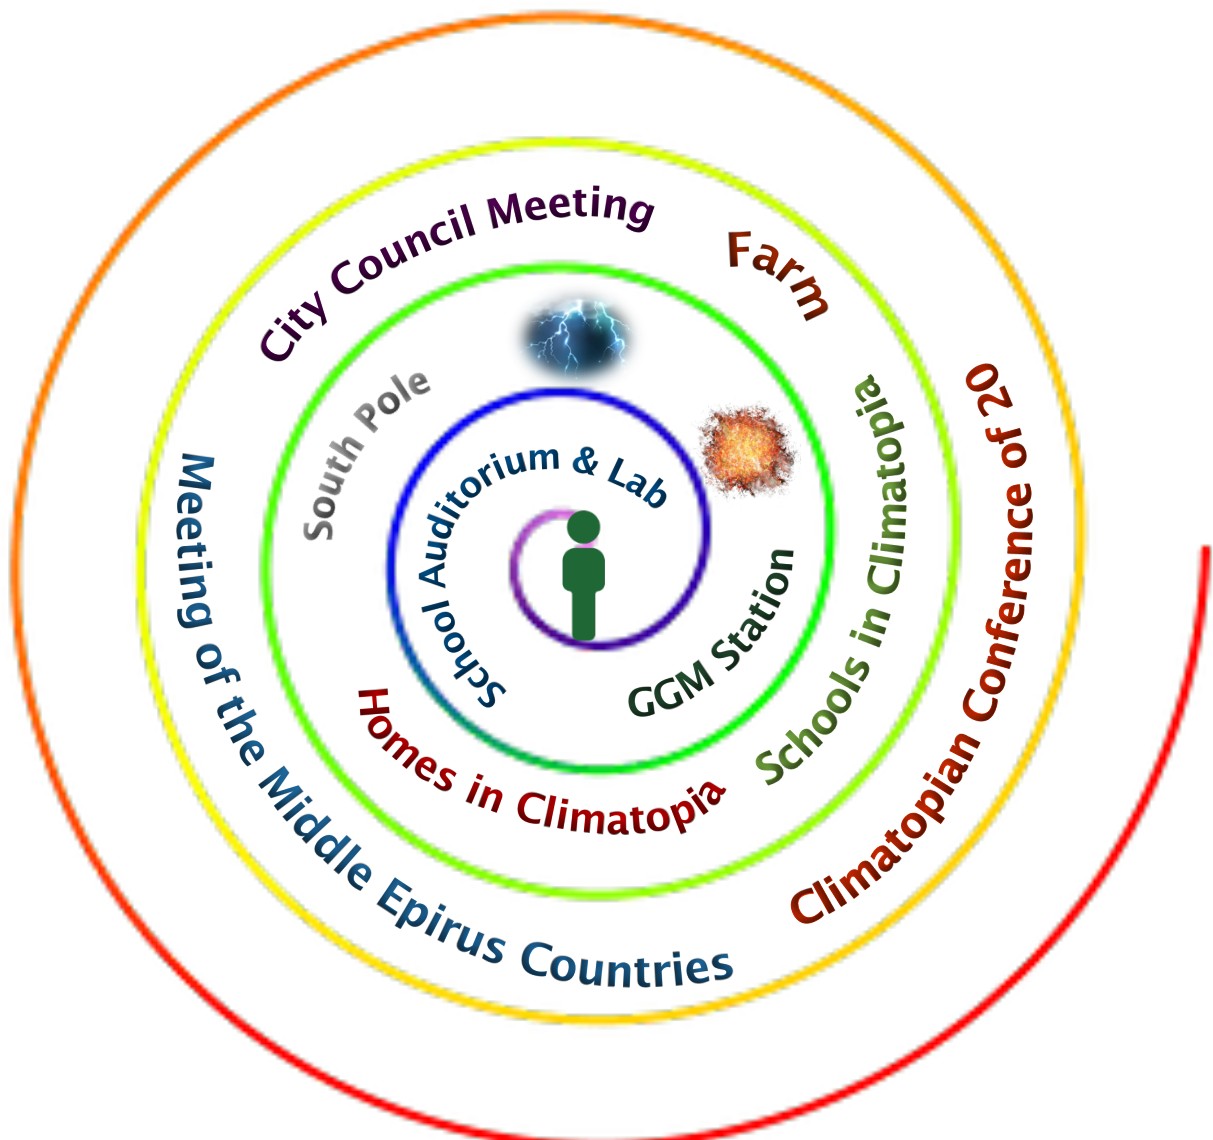 School Auditorium & Lab
GGM Station
Homes in Climatopia
South Pole
Schools in Climatopia
Farm
City Council Meeting
Meeting of the Middle Epirus Countries
Climatopian Conference of 20